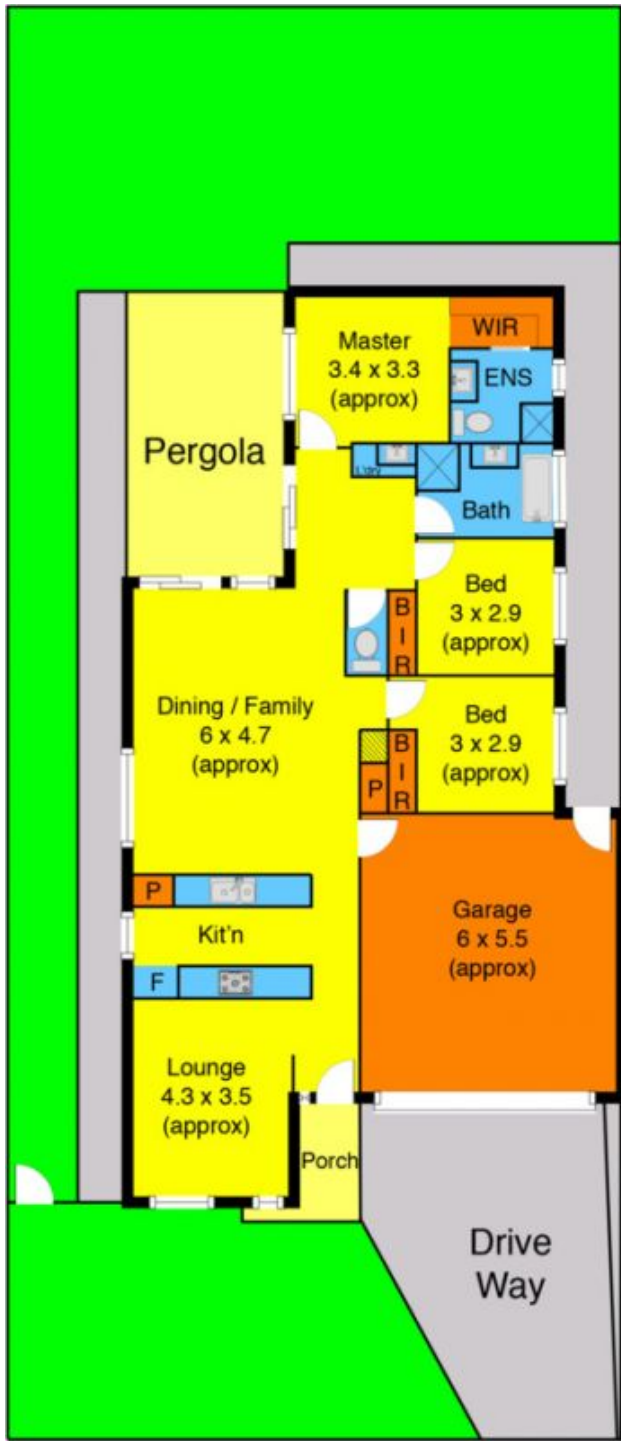 Master
3.4 x 3.3
(approx)
WIR
ENS
Pergola
L'dry
Bath
Bed
3 x 2.9
(approx)
B
I
R
Dining / Family
6 x 4.7
(approx)
Bed
3 x 2.9
(approx)
B
I
R
P
P
Kit'n
Garage
6 x 5.5
(approx)
F
Lounge
4.3 x 3.5
(approx)
Porch
Drive
Way